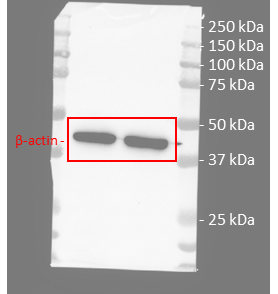 - 250 kDa
- 150 kDa
- 100 kDa
- 75 kDa
- 50 kDa
β-actin -
- 37 kDa
- 25 kDa